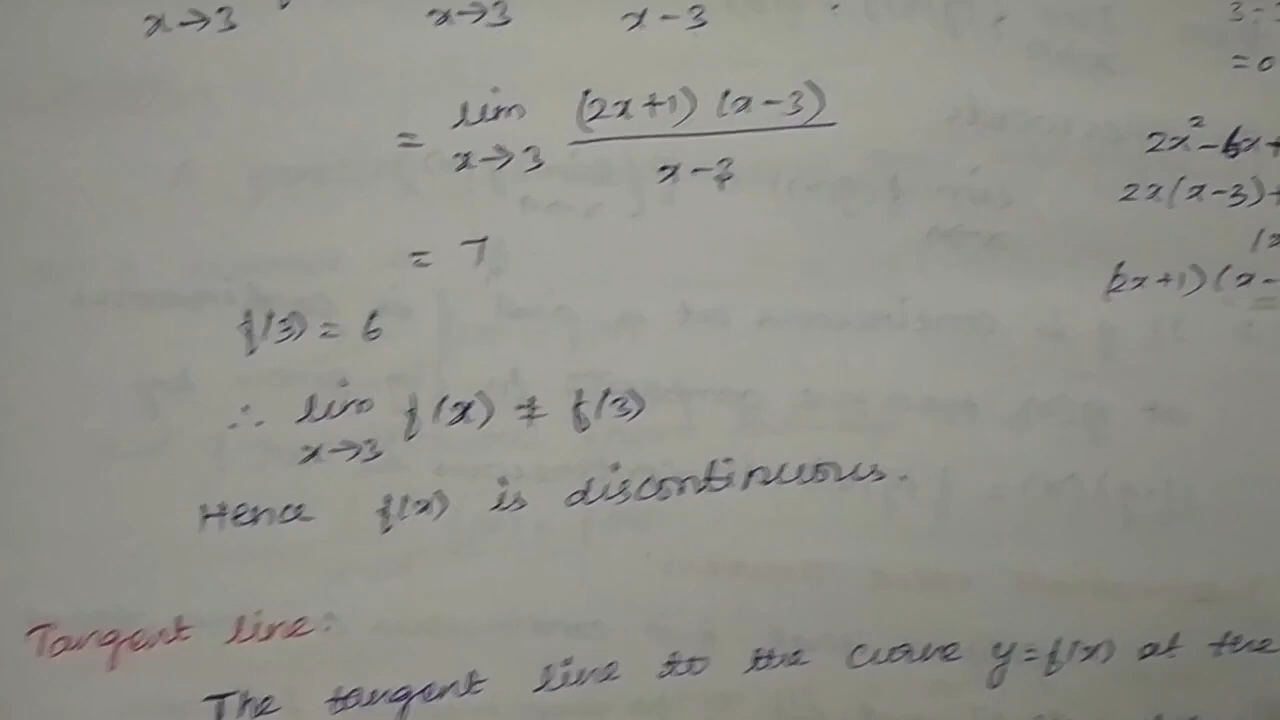 x→3 x→3 x-3
= lim (2x+1) (x-3)
x→3 x-3
= 7
f(3) = 6
∴ lim f(x) ≠ f(3)
x→3
Hence f(x) is discontinuous.
Tangent line:
The tangent line to the curve y=f(x) at the
= 0
2x²-6x+
2x(x-3)+
(2x+1)(x-